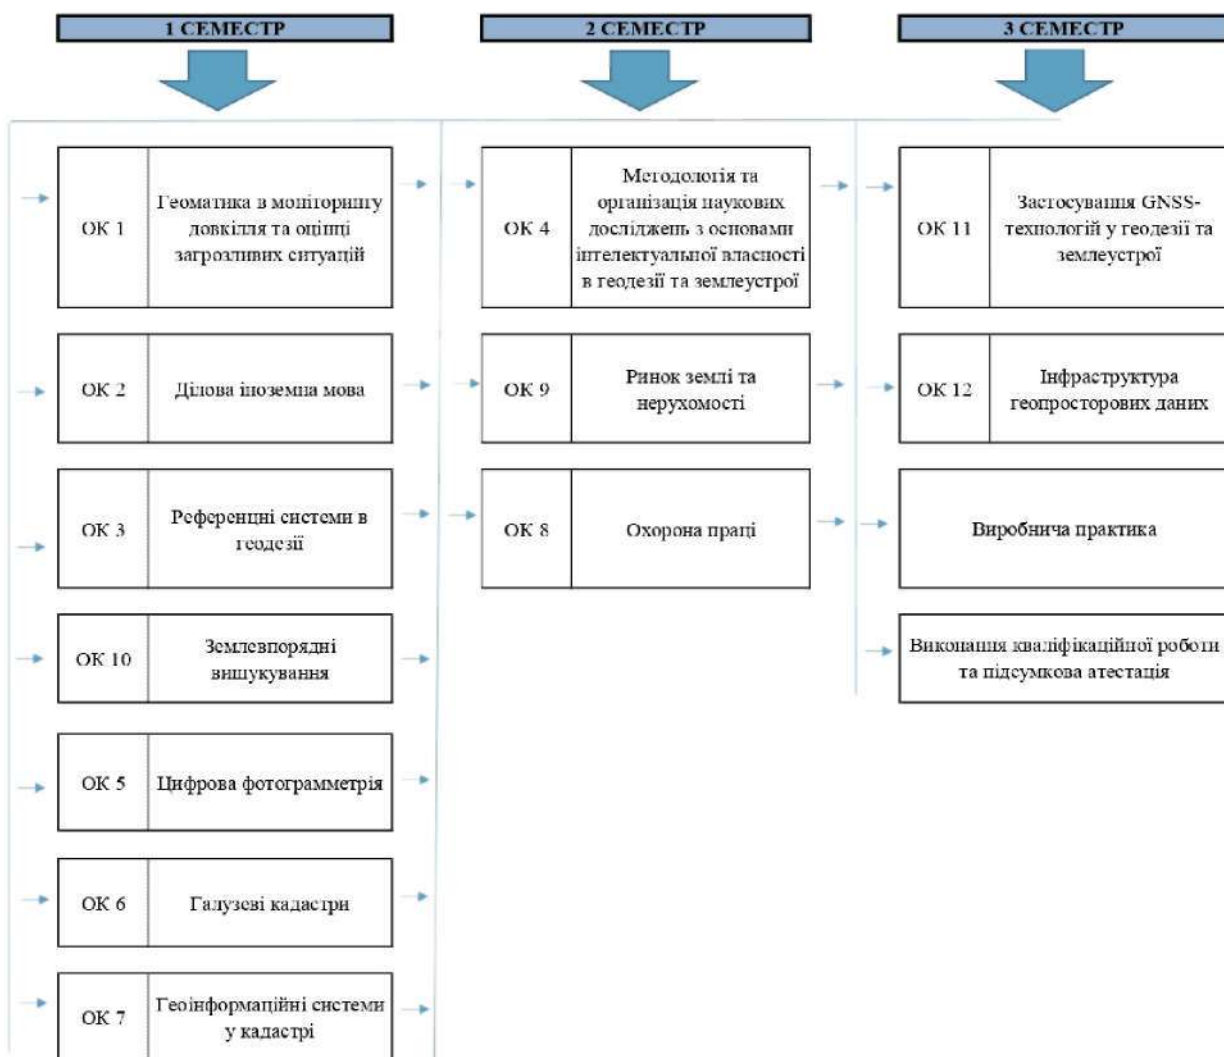 1 СЕМЕСТР
ОК 1
Геоматика в моніторингу
довкілля та оцінці
загрозливих ситуацій
ОК 2
Ділова іноземна мова
ОК 3
Референцні системи в
геодезії
ОК 10
Землевпорядні
вишукування
ОК 5
Цифрова фотограмметрія
ОК 6
Галузеві кадастри
ОК 7
Геоінформаційні системи
у кадастрі
2 СЕМЕСТР
ОК 4
Методологія та
організація наукових
досліджень з основами
інтелектуальної власності
в геодезії та землеустрої
ОК 9
Ринок землі та
нерухомості
ОК 8
Охорона праці
3 СЕМЕСТР
ОК 11
Застосування GNSS-
технологій у геодезії та
землеустрої
ОК 12
Інфраструктура
геопросторових даних
Виробнича практика
Виконання кваліфікаційної роботи
та підсумкова атестація